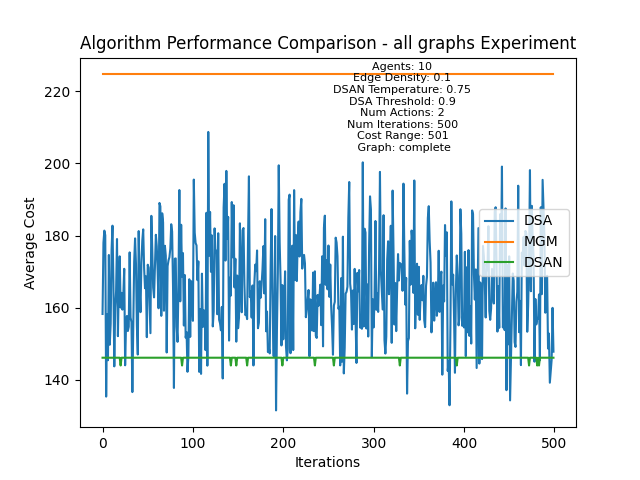 Algorithm Performance Comparison - all graphs Experiment
Agents: 10
Edge Density: 0.1
DSAN Temperature: 0.75
DSA Threshold: 0.9
Num Actions: 2
Num Iterations: 500
Cost Range: 501
Graph: complete
220
200
180
160
140
Average Cost
DSA
MGM
DSAN
0 100 200 300 400 500
Iterations